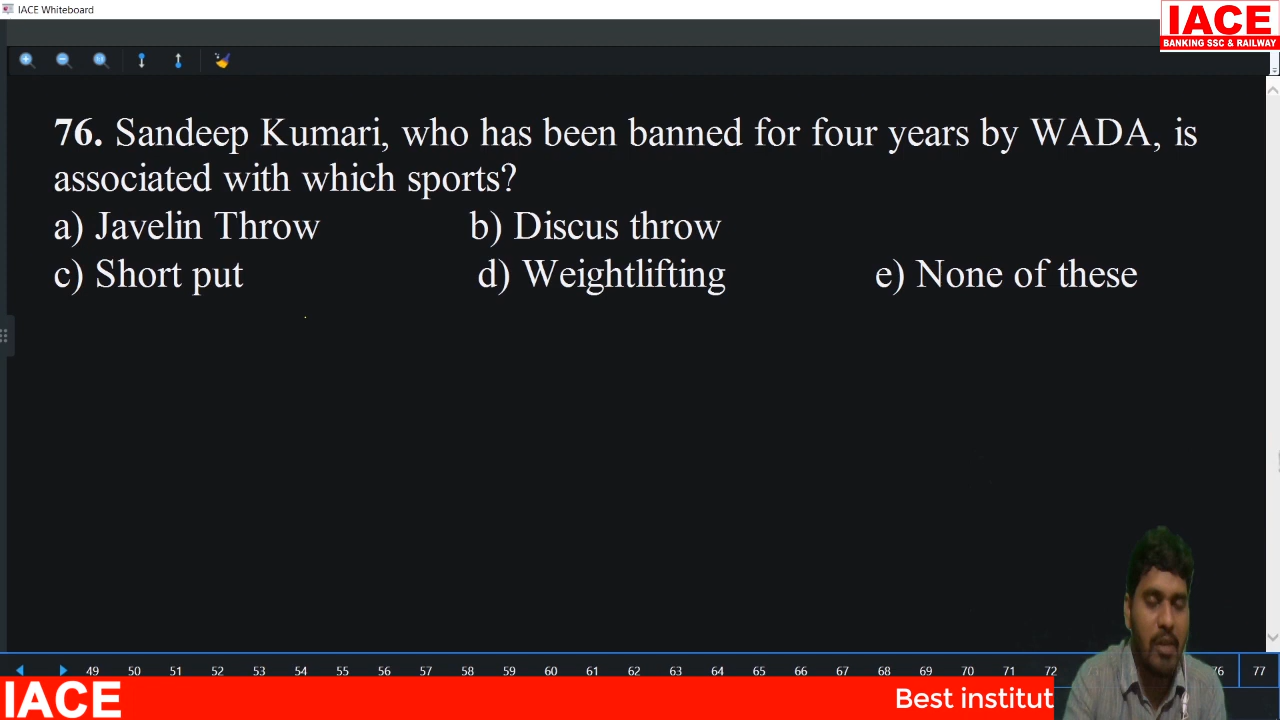 IACE Whiteboard
IACE
BANKING SSC & RAILWAY
76. Sandeep Kumari, who has been banned for four years by WADA, is
associated with which sports?
a) Javelin Throw b) Discus throw
c) Short put d) Weightlifting e) None of these
49 50 51 52 53 54 55 56 57 58 59 60 61 62 63 64 65 66 67 68 69 70 71 72 76 77
IACE Best institut